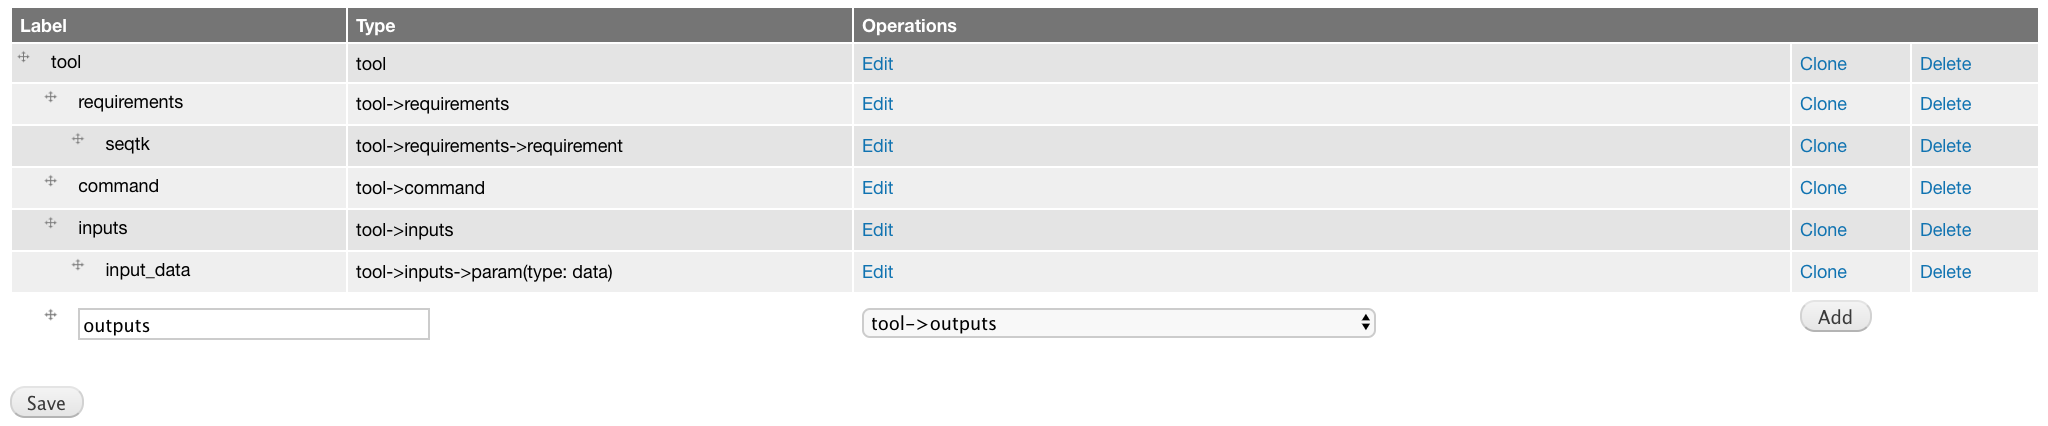 Label Type Operations
tool tool Edit Clone Delete
requirements tool->requirements Edit Clone Delete
seqtk tool->requirements->requirement Edit Clone Delete
command tool->command Edit Clone Delete
inputs tool->inputs Edit Clone Delete
input_data tool->inputs->param(type: data) Edit Clone Delete
outputs tool->outputs Add
Save